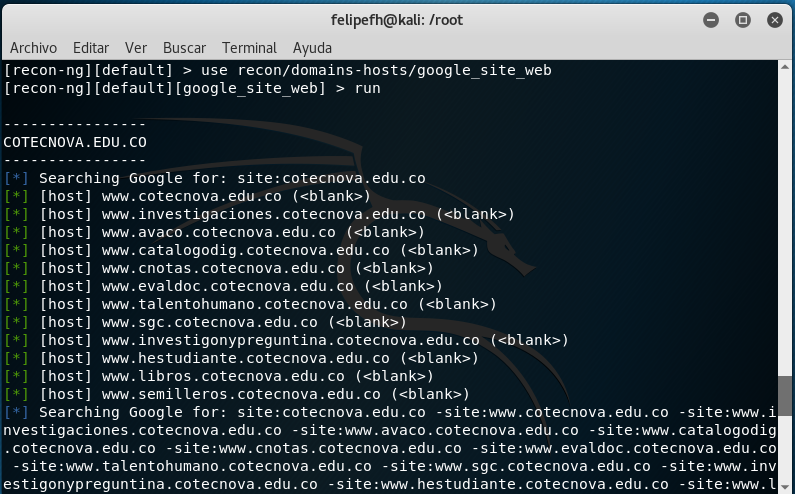 felipefh@kali: /root
Archivo Editar Ver Buscar Terminal Ayuda
[recon-ng][default] > use recon/domains-hosts/google_site_web
[recon-ng][default][google_site_web] > run
----------------
COTECNOVA.EDU.CO
----------------
[*] Searching Google for: site:cotecnova.edu.co
[*] [host] www.cotecnova.edu.co (<blank>)
[*] [host] www.investigaciones.cotecnova.edu.co (<blank>)
[*] [host] www.avaco.cotecnova.edu.co (<blank>)
[*] [host] www.catalogodig.cotecnova.edu.co (<blank>)
[*] [host] www.cnotas.cotecnova.edu.co (<blank>)
[*] [host] www.evaldoc.cotecnova.edu.co (<blank>)
[*] [host] www.talentohumano.cotecnova.edu.co (<blank>)
[*] [host] www.sgc.cotecnova.edu.co (<blank>)
[*] [host] www.investigonypreguntina.cotecnova.edu.co (<blank>)
[*] [host] www.hestudiante.cotecnova.edu.co (<blank>)
[*] [host] www.libros.cotecnova.edu.co (<blank>)
[*] [host] www.semilleros.cotecnova.edu.co (<blank>)
[*] Searching Google for: site:cotecnova.edu.co -site:www.cotecnova.edu.co -site:www.i
nvestigaciones.cotecnova.edu.co -site:www.avaco.cotecnova.edu.co -site:www.catalogodig
.cotecnova.edu.co -site:www.cnotas.cotecnova.edu.co -site:www.evaldoc.cotecnova.edu.co
 -site:www.talentohumano.cotecnova.edu.co -site:www.sgc.cotecnova.edu.co -site:www.inv
estigonypreguntina.cotecnova.edu.co -site:www.hestudiante.cotecnova.edu.co -site:www.l